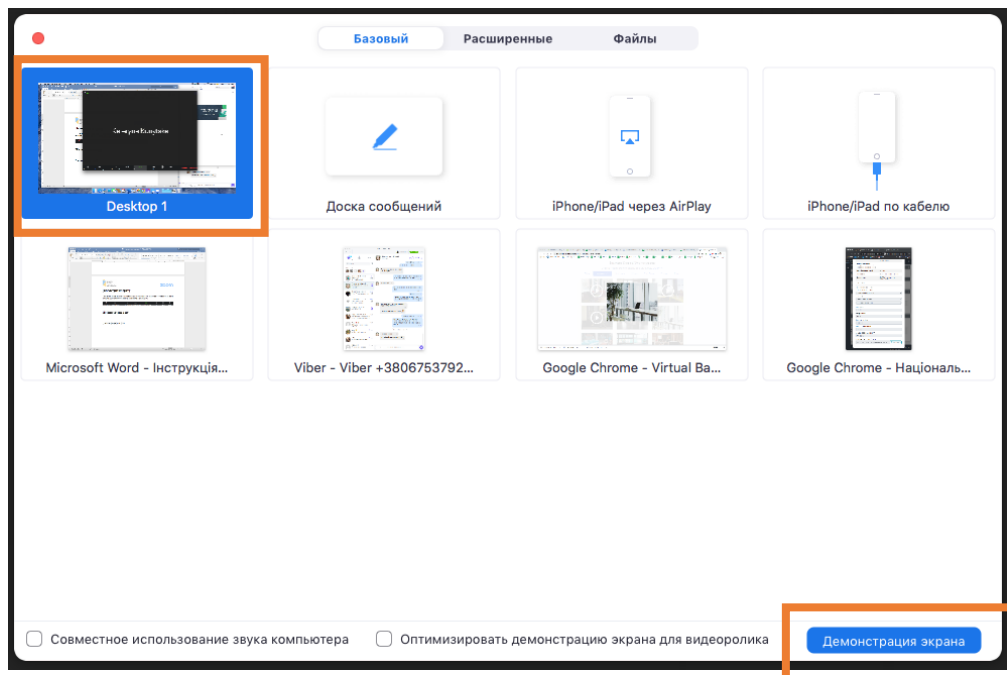 Базовый
Расширенные
Файлы
Desktop 1
Доска сообщений
iPhone/iPad через AirPlay
iPhone/iPad по кабелю
Microsoft Word - Інструкція...
Viber - Viber +3806753792...
Google Chrome - Virtual Ba...
Google Chrome - Національ...
Совместное использование звука компьютера
Оптимизировать демонстрацию экрана для видеоролика
Демонстрация экрана